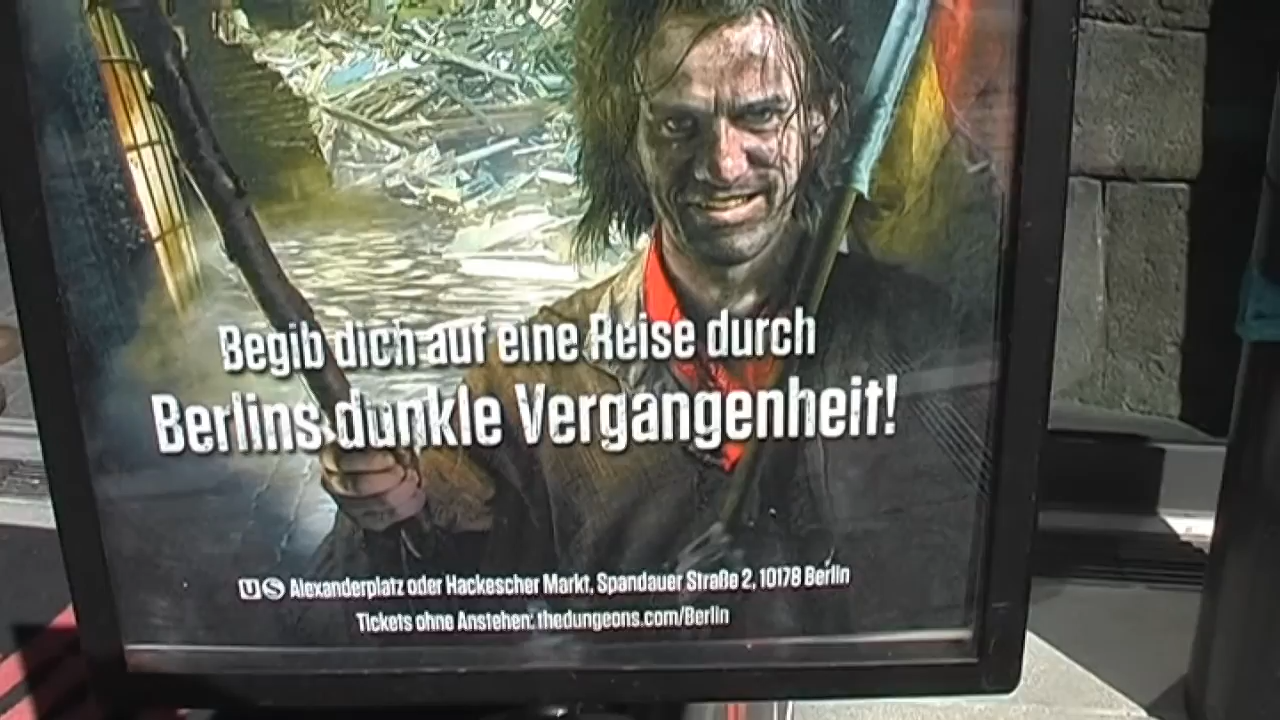 Begib dich auf eine Reise durch
Berlins dunkle Vergangenheit!
U S Alexanderplatz oder Hackescher Markt, Spandauer Straße 2, 10178 Berlin
Tickets ohne Anstehen: thedungeons.com/Berlin